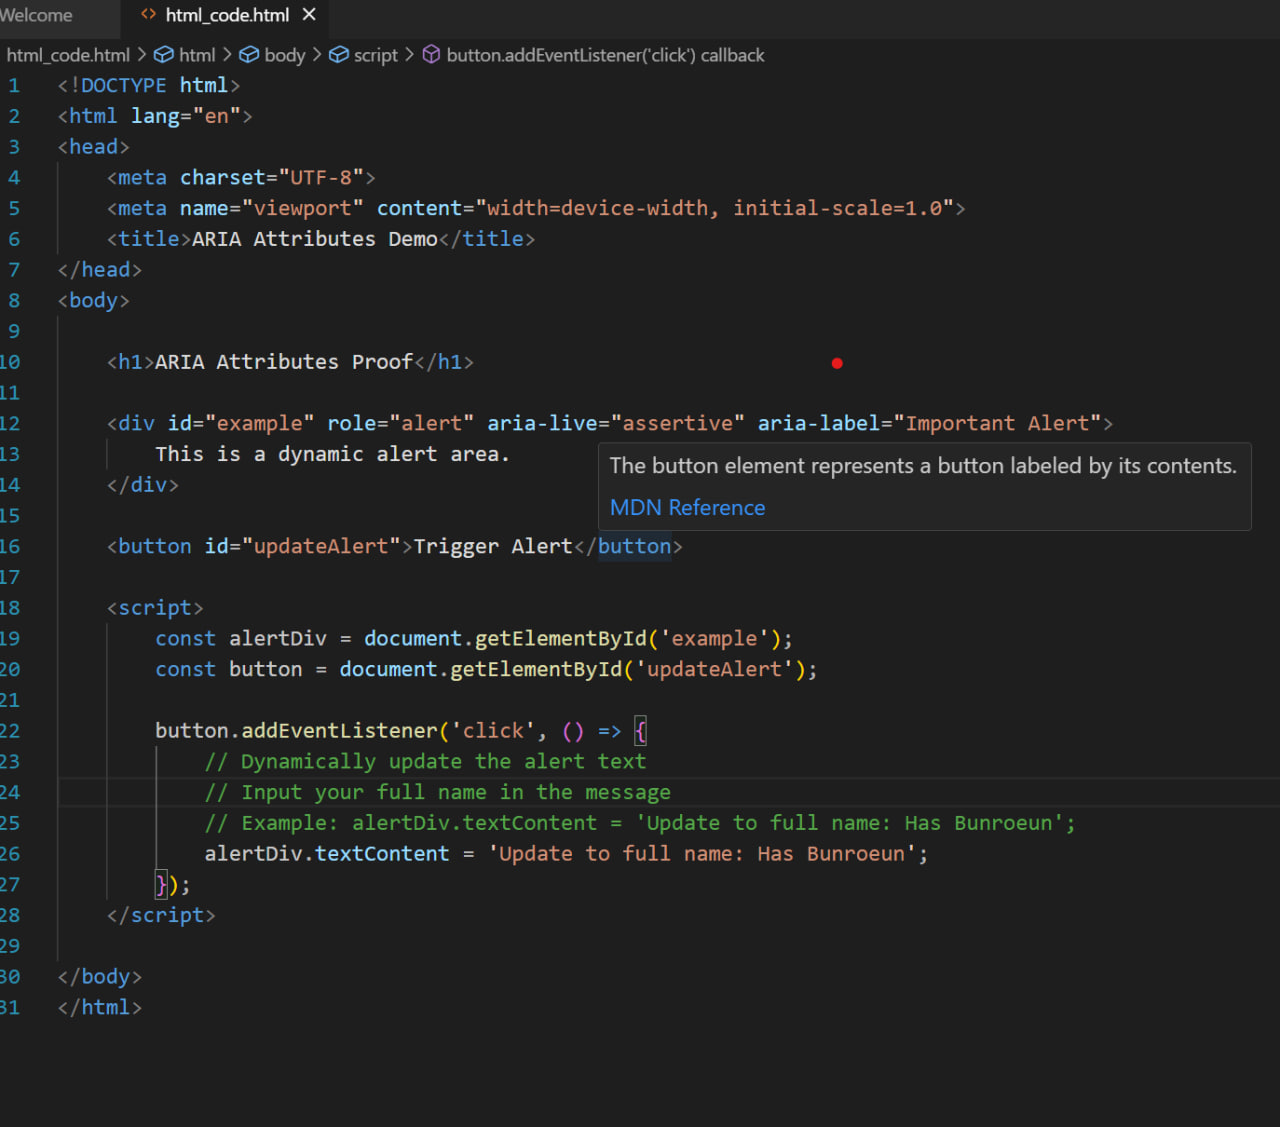 Welcome
html_code.html
html_code.html > html > body > script > button.addEventListener('click') callback
1 <!DOCTYPE html>
2 <html lang="en">
3 <head>
4 <meta charset="UTF-8">
5 <meta name="viewport" content="width=device-width, initial-scale=1.0">
6 <title>ARIA Attributes Demo</title>
7 </head>
8 <body>
9
10 <h1>ARIA Attributes Proof</h1>
11
12 <div id="example" role="alert" aria-live="assertive" aria-label="Important Alert">
13 This is a dynamic alert area.
The button element represents a button labeled by its contents.
14 </div>
MDN Reference
15
16 <button id="updateAlert">Trigger Alert</button>
17
18 <script>
19 const alertDiv = document.getElementById('example');
20 const button = document.getElementById('updateAlert');
21
22 button.addEventListener('click', () => {
23 // Dynamically update the alert text
24 // Input your full name in the message
25 // Example: alertDiv.textContent = 'Update to full name: Has Bunroeun';
26 alertDiv.textContent = 'Update to full name: Has Bunroeun';
27 });
28 </script>
29
30 </body>
31 </html>